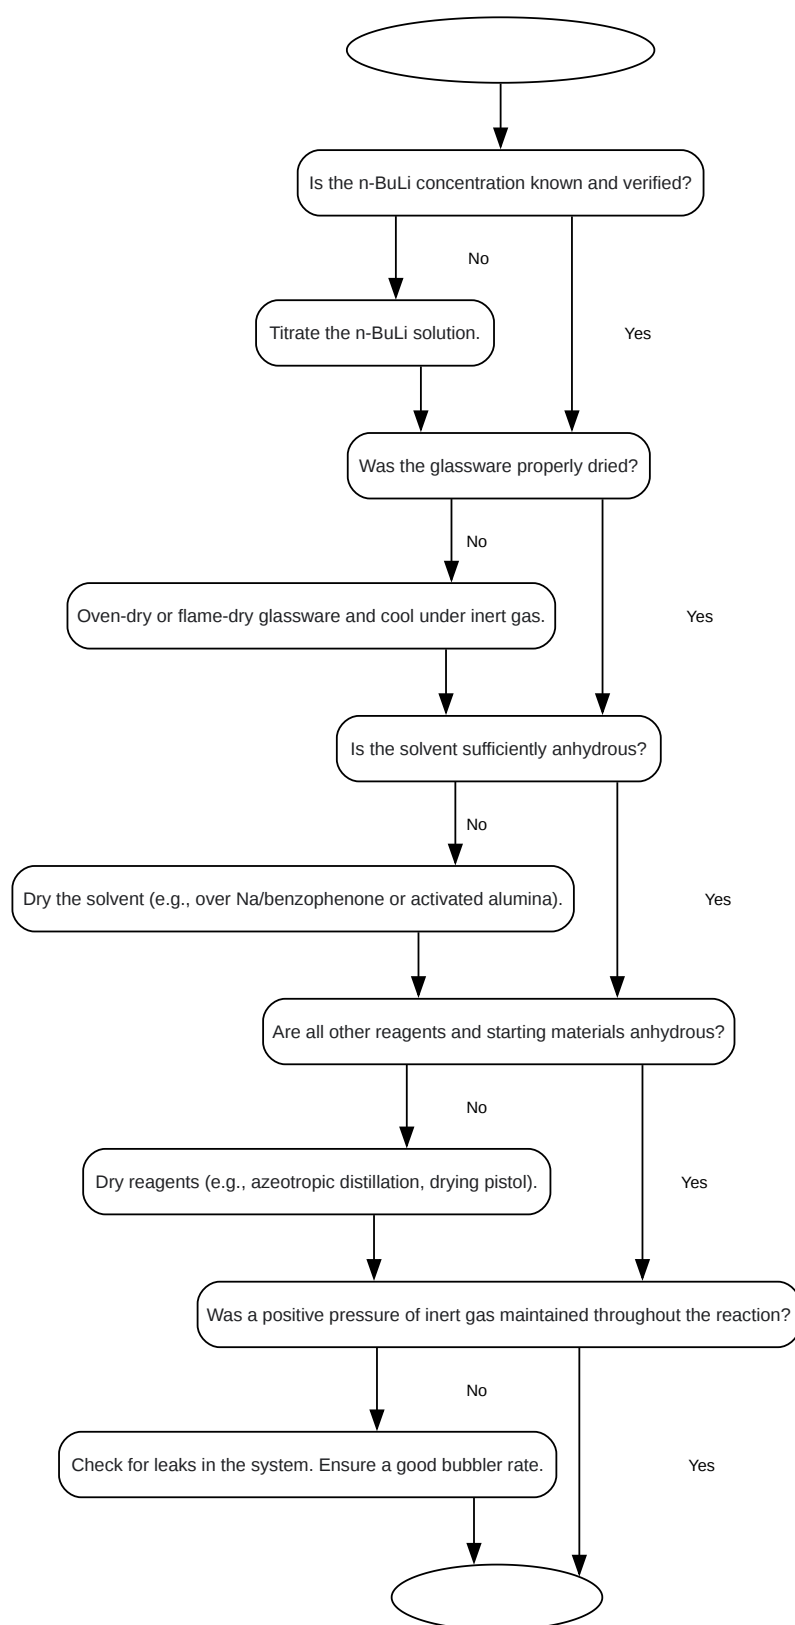 Is the n-BuLi concentration known and verified?
No
Titrate the n-BuLi solution.
Yes
Was the glassware properly dried?
No
Oven-dry or flame-dry glassware and cool under inert gas.
Yes
Is the solvent sufficiently anhydrous?
No
Dry the solvent (e.g., over Na/benzophenone or activated alumina).
Yes
Are all other reagents and starting materials anhydrous?
No
Dry reagents (e.g., azeotropic distillation, drying pistol).
Yes
Was a positive pressure of inert gas maintained throughout the reaction?
No
Check for leaks in the system. Ensure a good bubbler rate.
Yes